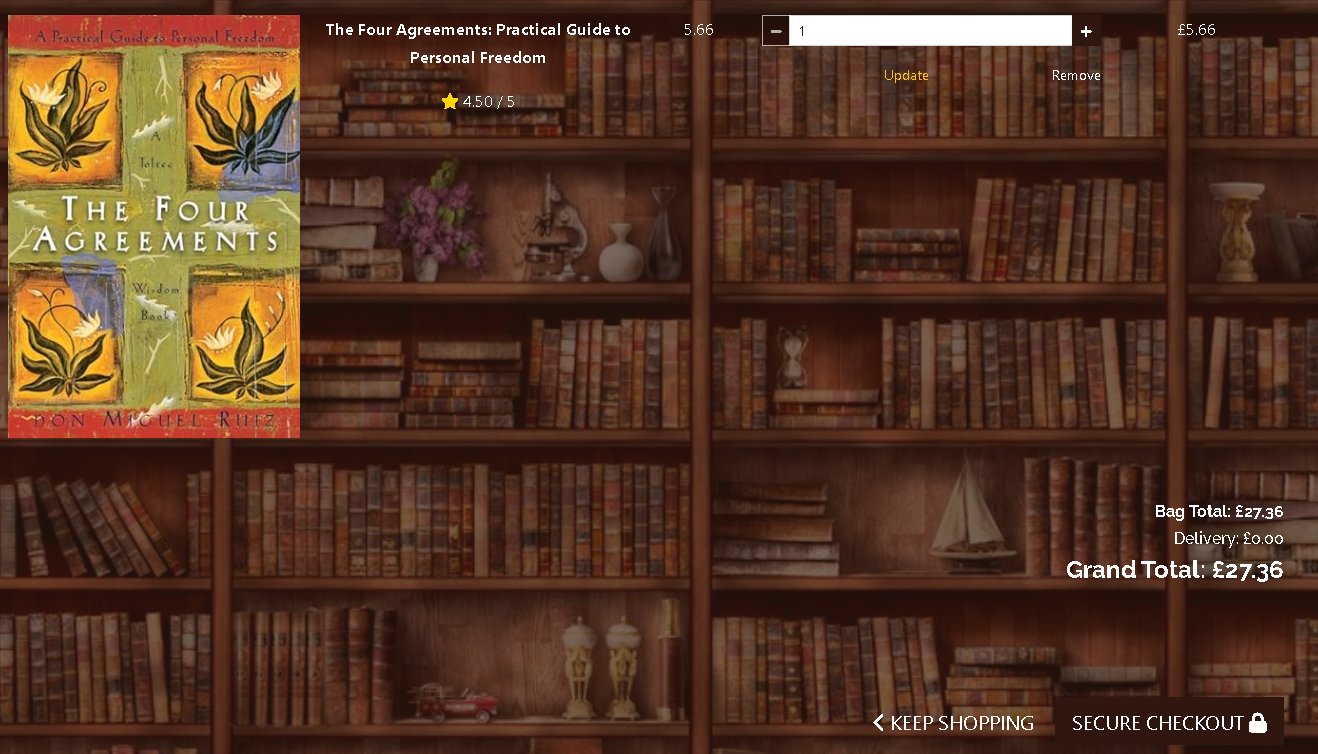 A Practical Guide to Personal Freedom
A
Toltec
THE FOUR
AGREEMENTS
Wisdom
Book
DON MIGUEL RUIZ
The Four Agreements: Practical Guide to
Personal Freedom
4.50 / 5
5.66
1
Update
Remove
£5.66
Bag Total: £27.36
Delivery: £0.00
Grand Total: £27.36
KEEP SHOPPING
SECURE CHECKOUT